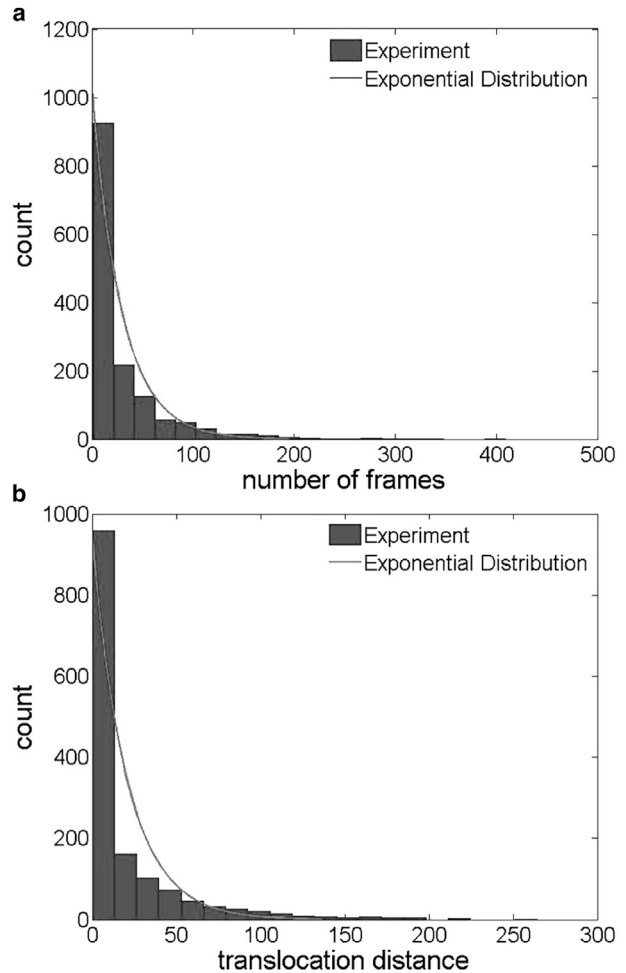 a
1200
1000
800
600
400
200
0
count
Experiment
Exponential Distribution
0 100 200 300 400 500
number of frames
b
1000
800
600
400
200
0
count
Experiment
Exponential Distribution
0 50 100 150 200 250 300
translocation distance